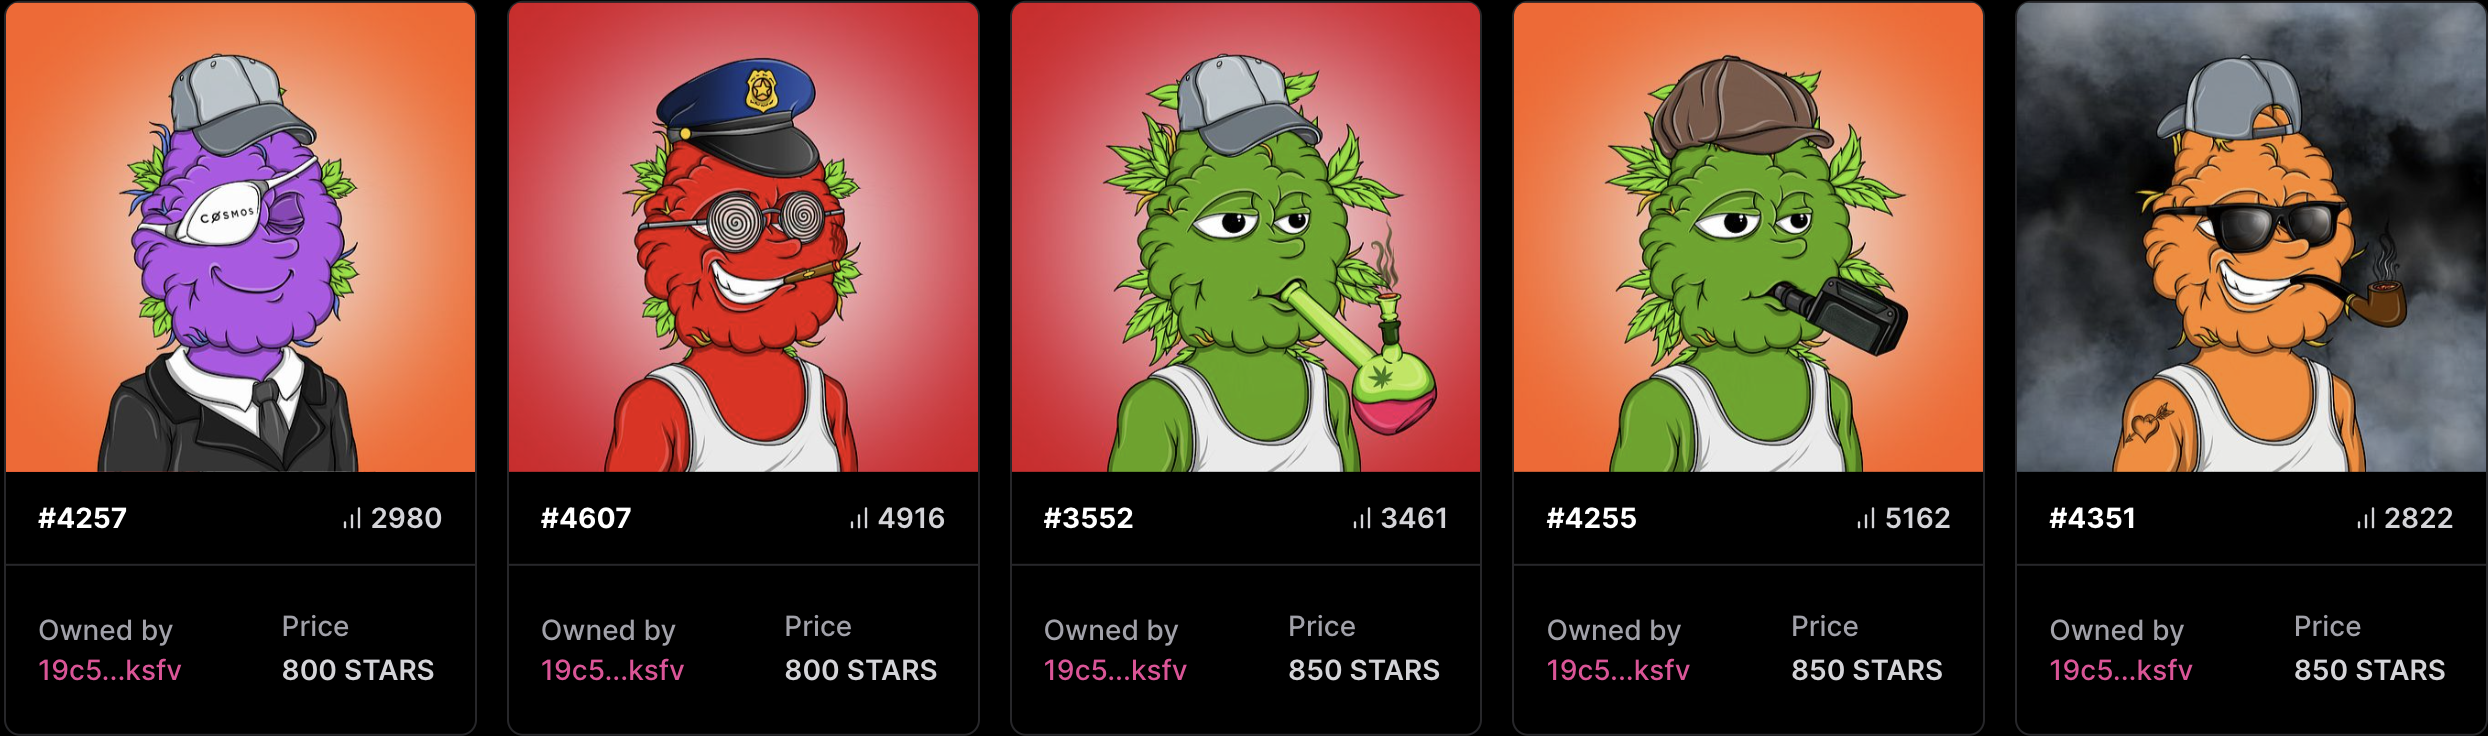 CØSMOS
#4257 2980
Owned by Price
19c5...ksfv 800 STARS
#4607 4916
Owned by Price
19c5...ksfv 800 STARS
#3552 3461
Owned by Price
19c5...ksfv 850 STARS
#4255 5162
Owned by Price
19c5...ksfv 850 STARS
#4351 2822
Owned by Price
19c5...ksfv 850 STARS